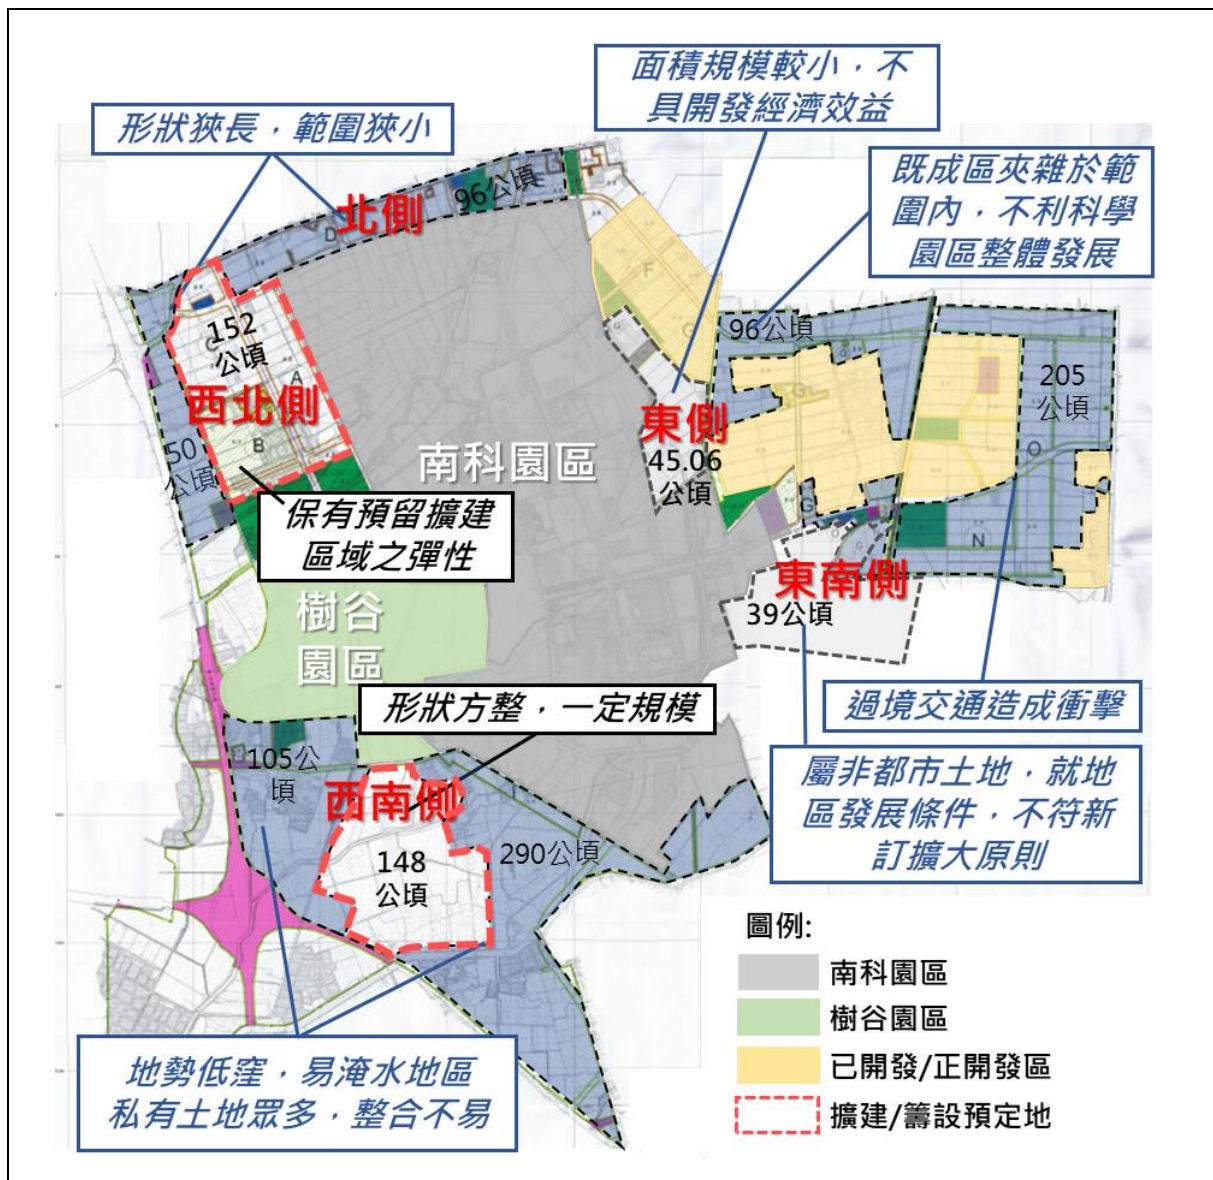 面積規模較小，不
具開發經濟效益
形狀狹長，範圍狹小
既成區夾雜於範
圍內，不利科學
園區整體發展
96公頃
北側
D
F
G
152
公頃
C
A
西北側
B
50
公頃
96公頃
G
205
公頃
O
東側
45.06
公頃
南科園區
保有預留擴建
區域之彈性
G
N
東南側
39公頃
樹谷
園區
形狀方整，一定規模
過境交通造成衝擊
105公
頃
西南側
148
公頃
290公頃
屬非都市土地，就地
區發展條件，不符新
訂擴大原則
地勢低窪，易淹水地區
私有土地眾多，整合不易
圖例:
南科園區
樹谷園區
已開發/正開發區
擴建/籌設預定地